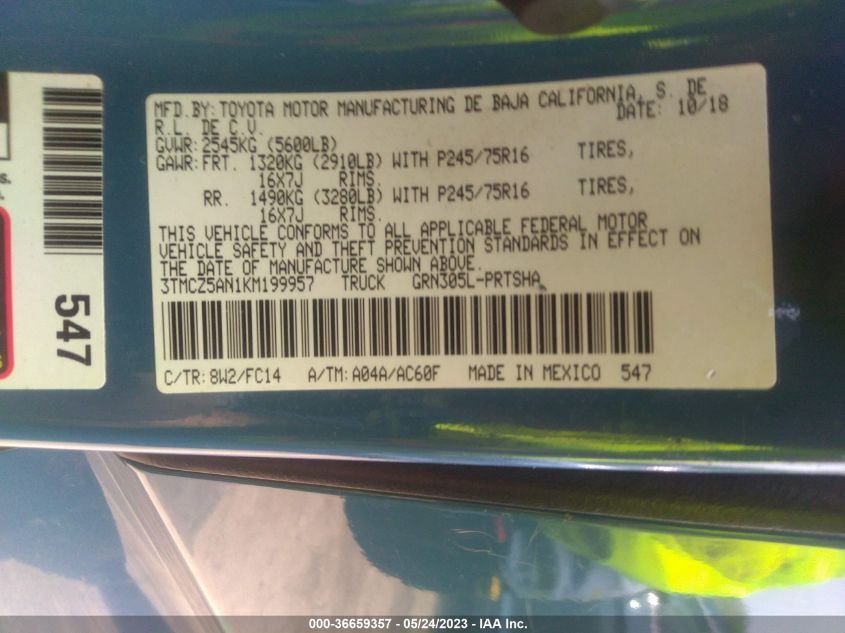 MFD.BY:TOYOTA MOTOR MANUFACTURING DE BAJA CALIFORNIA, S. DE
R.L. DE C.V. DATE: 10/18
GVWR:2545KG (5600LB)
GAWR:FRT. 1320KG (2910LB) WITH P245/75R16 TIRES,
16X7J RIMS.
RR. 1490KG (3280LB) WITH P245/75R16 TIRES,
16X7J RIMS.
THIS VEHICLE CONFORMS TO ALL APPLICABLE FEDERAL MOTOR
VEHICLE SAFETY AND THEFT PREVENTION STANDARDS IN EFFECT ON
THE DATE OF MANUFACTURE SHOWN ABOVE.
3TMCZ5AN1KM199957 TRUCK GRN305L-PRTSHA
C/TR:8W2/FC14 A/TM:A04A/AC60F MADE IN MEXICO 547
547
s.
000-36659357 - 05/24/2023 - IAA Inc.